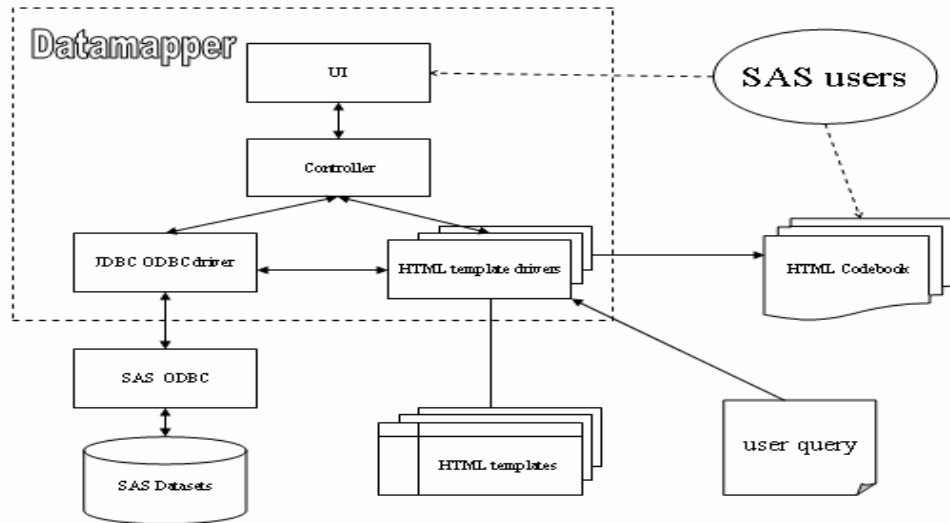 Datamapper
UI
SAS users
Controller
JDBC ODBC driver
HTML template drivers
HTML Codebook
SAS ODBC
HTML templates
user query
SAS Datasets